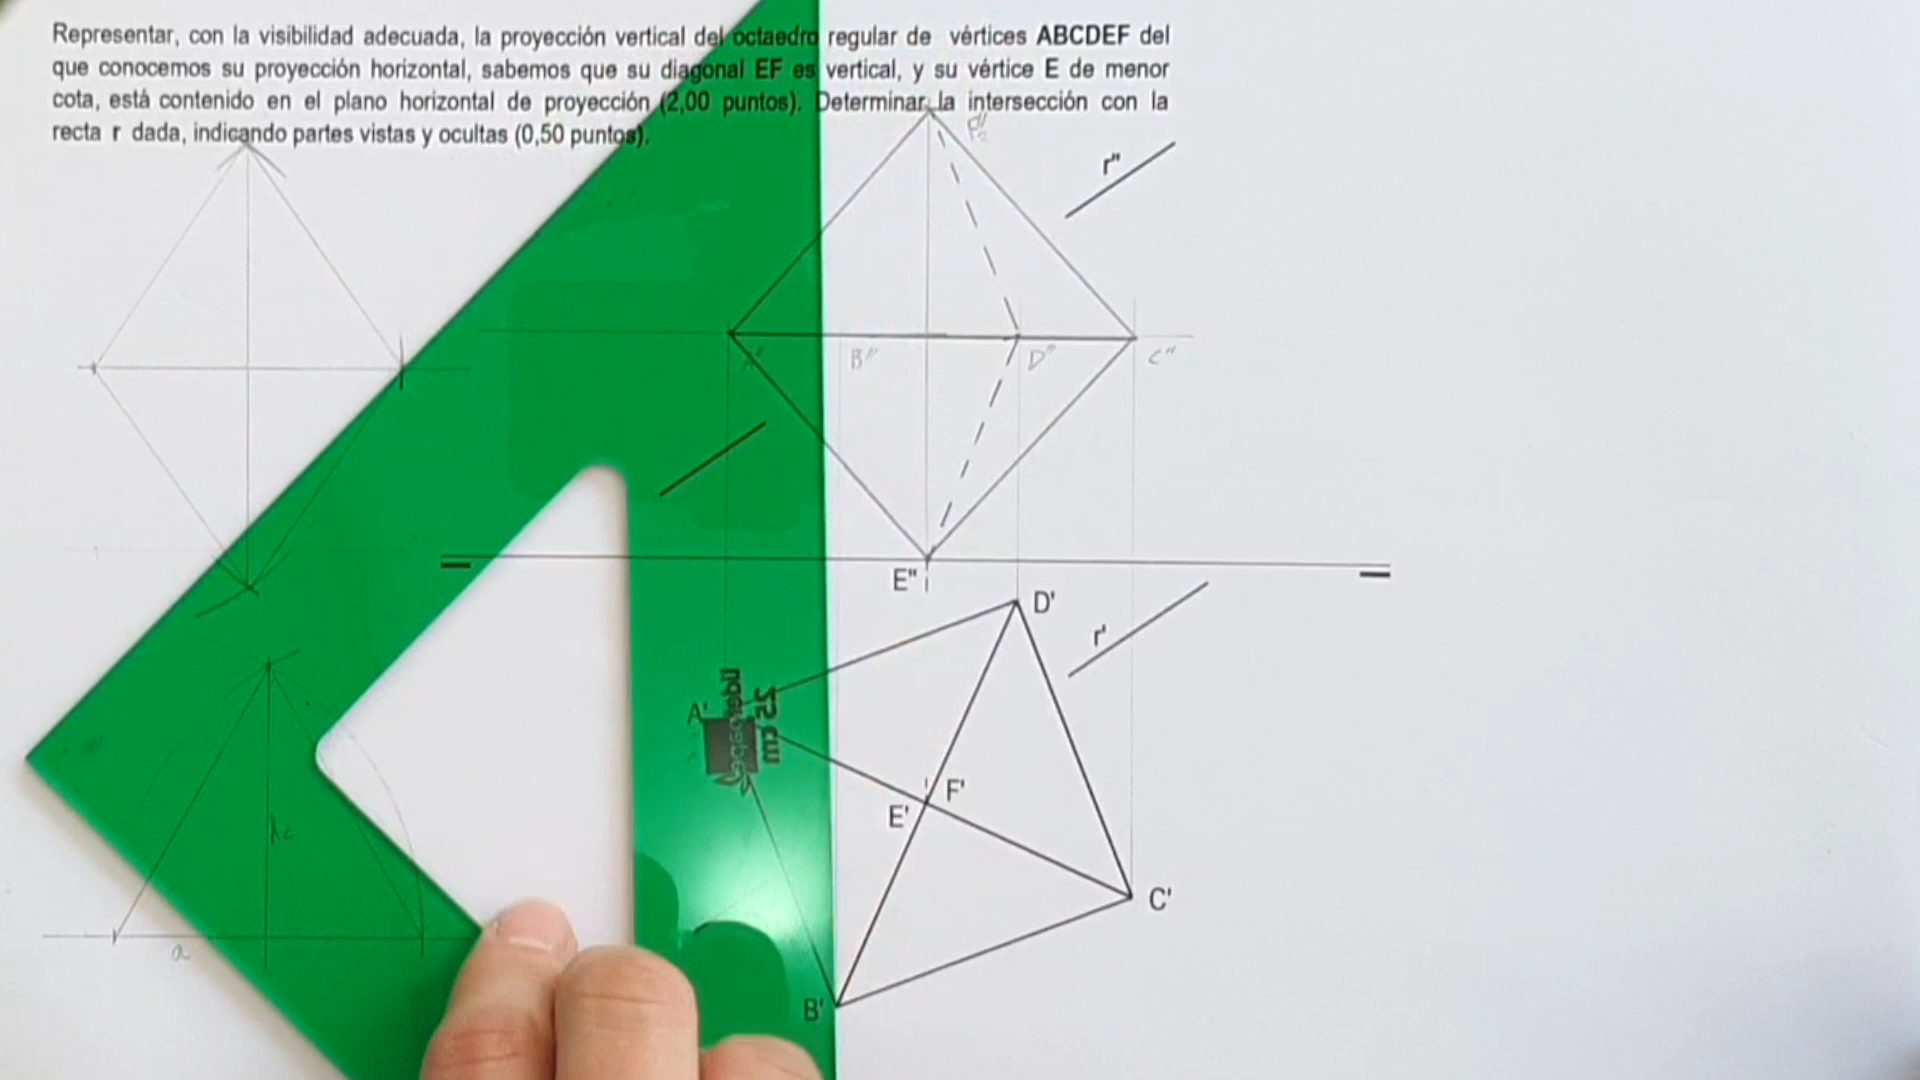 Representar, con la visibilidad adecuada, la proyección vertical del octaedro regular de vértices ABCDEF del
que conocemos su proyección horizontal, sabemos que su diagonal EF es vertical, y su vértice E de menor
cota, está contenido en el plano horizontal de proyección (2,00 puntos). Determinar la intersección con la
recta r dada, indicando partes vistas y ocultas (0,50 puntos).
F"
r"
A"
B"
D"
C"
E"
D'
r'
A'
22 cm
F'
E'
hc
C'
a
B'